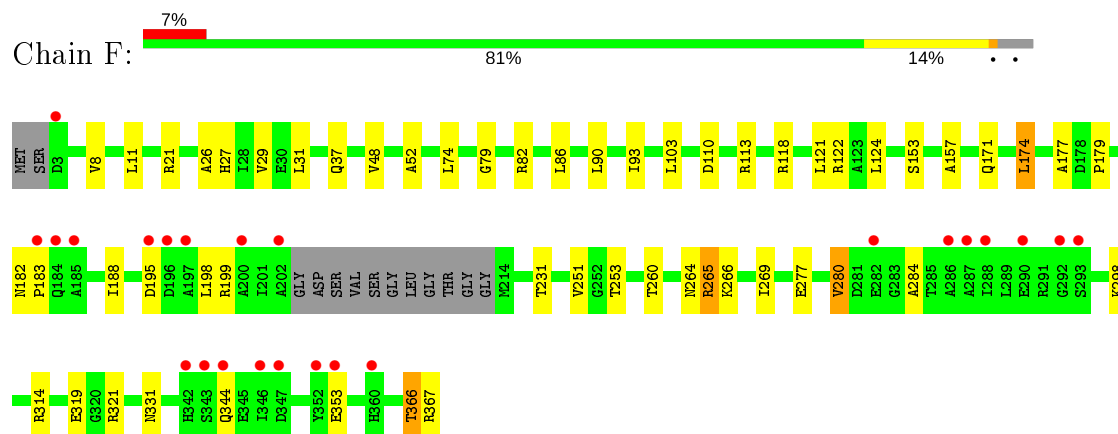 7%
Chain F:
81% 14% • •
MET SER D3 V8 L11 R21 A26 H27 I28 V29 E30 L31 Q37 V48 A52 L74 G79 R82 L86 L90 I93 L103 D110 R113 R118 L121 R122 A123 L124 S153 A157 Q171 L174 A177 D178 P179
N182 P183 Q184 A185 I188 D195 D196 A197 L198 R199 A200 I201 A202 GLY ASP SER VAL SER GLY LEU GLY THR GLY GLY M214 T231 V251 G252 T253 T260 N264 R265 K266 I269 E277 V280 D281 E282 G283 A284 T285 A286 A287 I288 L289 E290 R291 G292 S293 K298
R314 E319 G320 R321 N331 H342 S343 Q344 E345 I346 D347 Y352 E353 H360 T366 R367